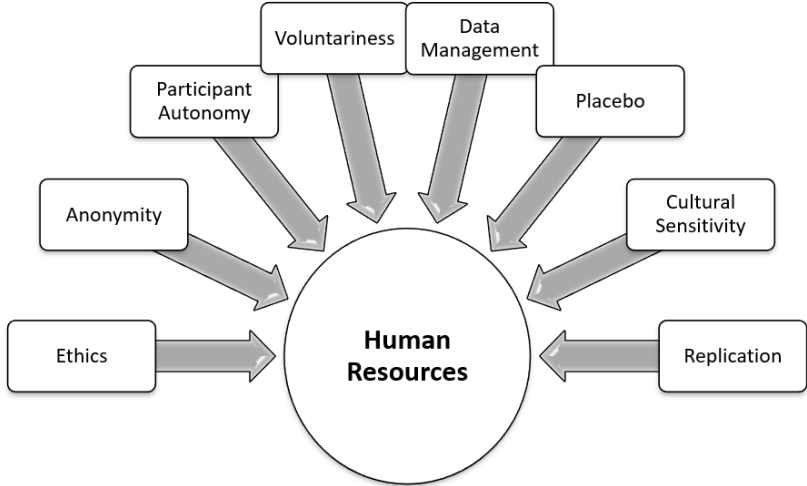 Voluntariness
Data
Management
Participant
Autonomy
Placebo
Anonymity
Cultural
Sensitivity
Ethics
Human
Resources
Replication